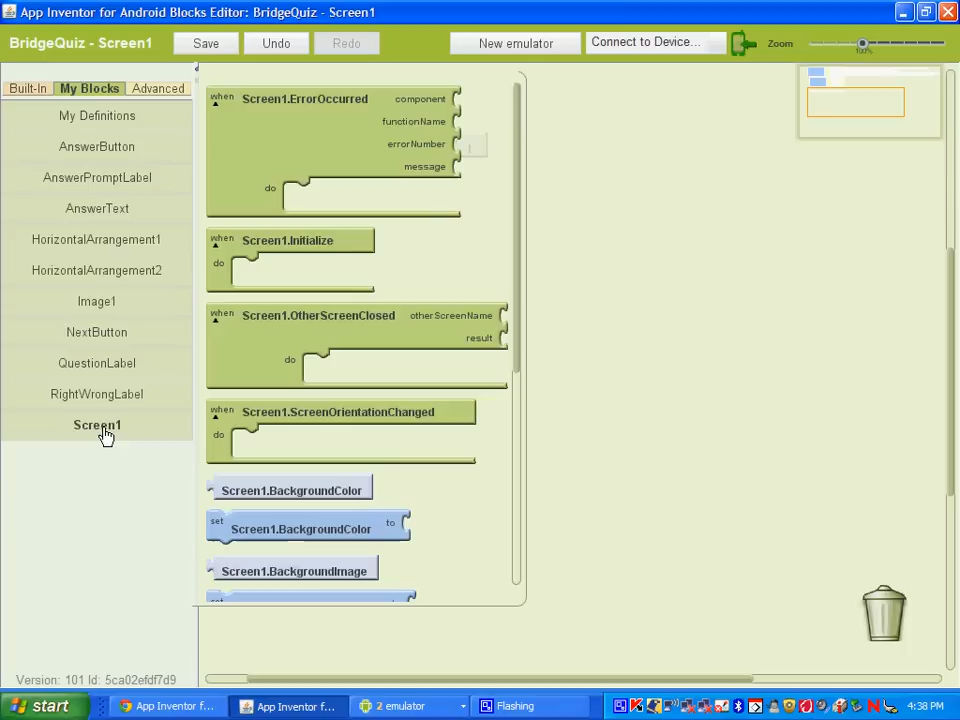 App Inventor for Android Blocks Editor: BridgeQuiz - Screen1
BridgeQuiz - Screen1
Save
Undo
Redo
New emulator
Connect to Device...
Zoom
100%
Built-In
My Blocks
Advanced
My Definitions
AnswerButton
AnswerPromptLabel
AnswerText
HorizontalArrangement1
HorizontalArrangement2
Image1
NextButton
QuestionLabel
RightWrongLabel
Screen1
when Screen1.ErrorOccurred component
functionName
errorNumber
message
do
when Screen1.Initialize
do
when Screen1.OtherScreenClosed otherScreenName
result
do
when Screen1.ScreenOrientationChanged
do
Screen1.BackgroundColor
set Screen1.BackgroundColor to
Screen1.BackgroundImage
Version: 101 Id: 5ca02efdf7d9
start
App Inventor f...
App Inventor f...
2 emulator
Flashing
4:38 PM